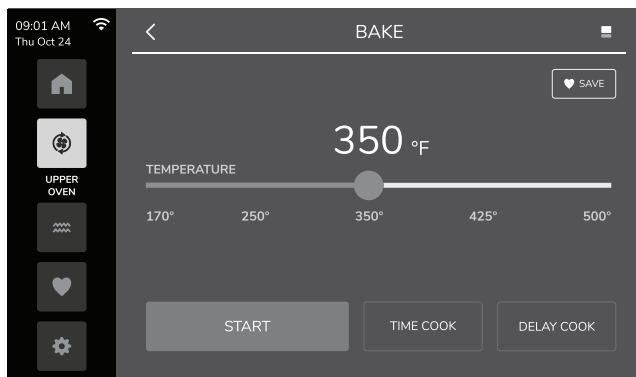 09:01 AM
Thu Oct 24
BAKE
SAVE
350 °F
TEMPERATURE
170° 250° 350° 425° 500°
UPPER
OVEN
START TIME COOK DELAY COOK